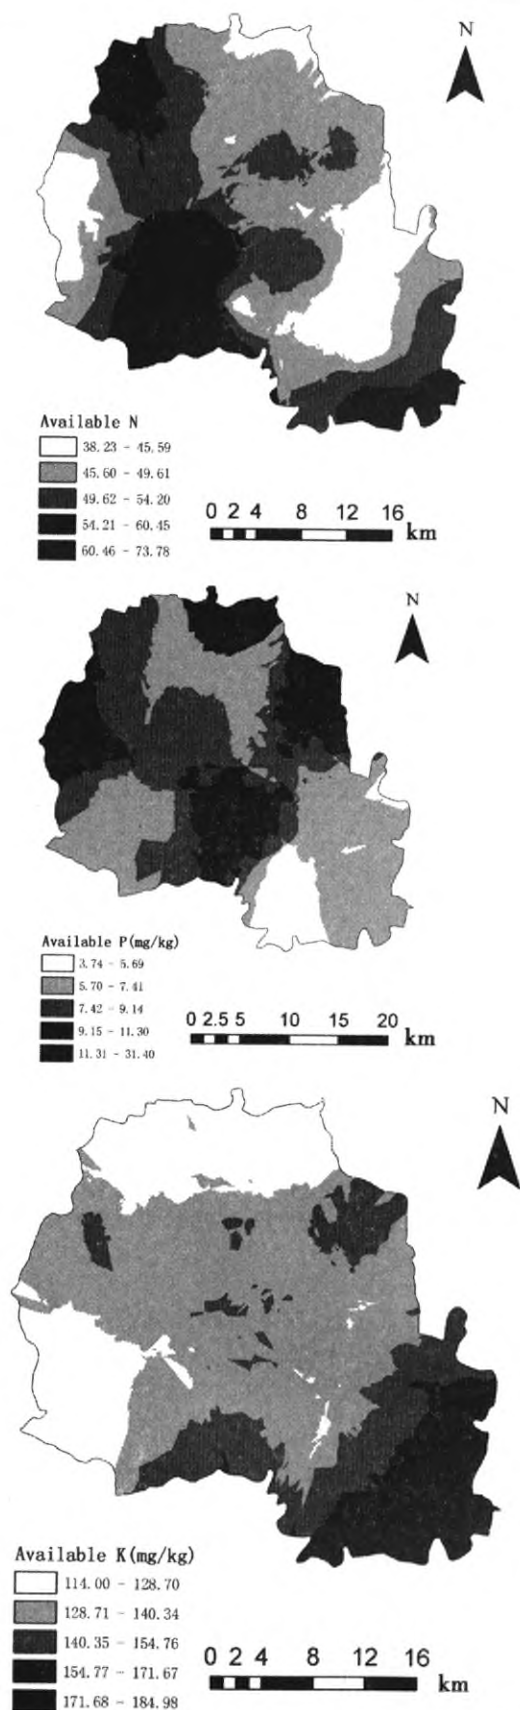 N
Available N
38.23 - 45.59
45.60 - 49.61
49.62 - 54.20
54.21 - 60.45
60.46 - 73.78
0 2 4 8 12 16
km
N
Available P(mg/kg)
3.74 - 5.69
5.70 - 7.41
7.42 - 9.14
9.15 - 11.30
11.31 - 31.40
0 2.5 5 10 15 20
km
N
Available K(mg/kg)
114.00 - 128.70
128.71 - 140.34
140.35 - 154.76
154.77 - 171.67
171.68 - 184.98
0 2 4 8 12 16
km